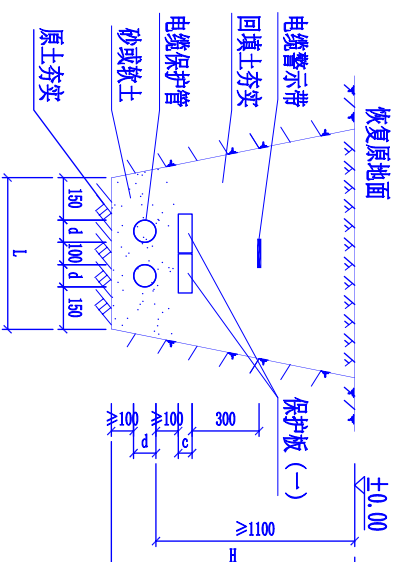 恢复原地面
±0.00
电缆警示带
回填土夯实
电缆保护管
砂或软土
原土夯实
保护板（一）
150
d
100
d
150
L
≥100
d
≥100
c
300
≥1100
H